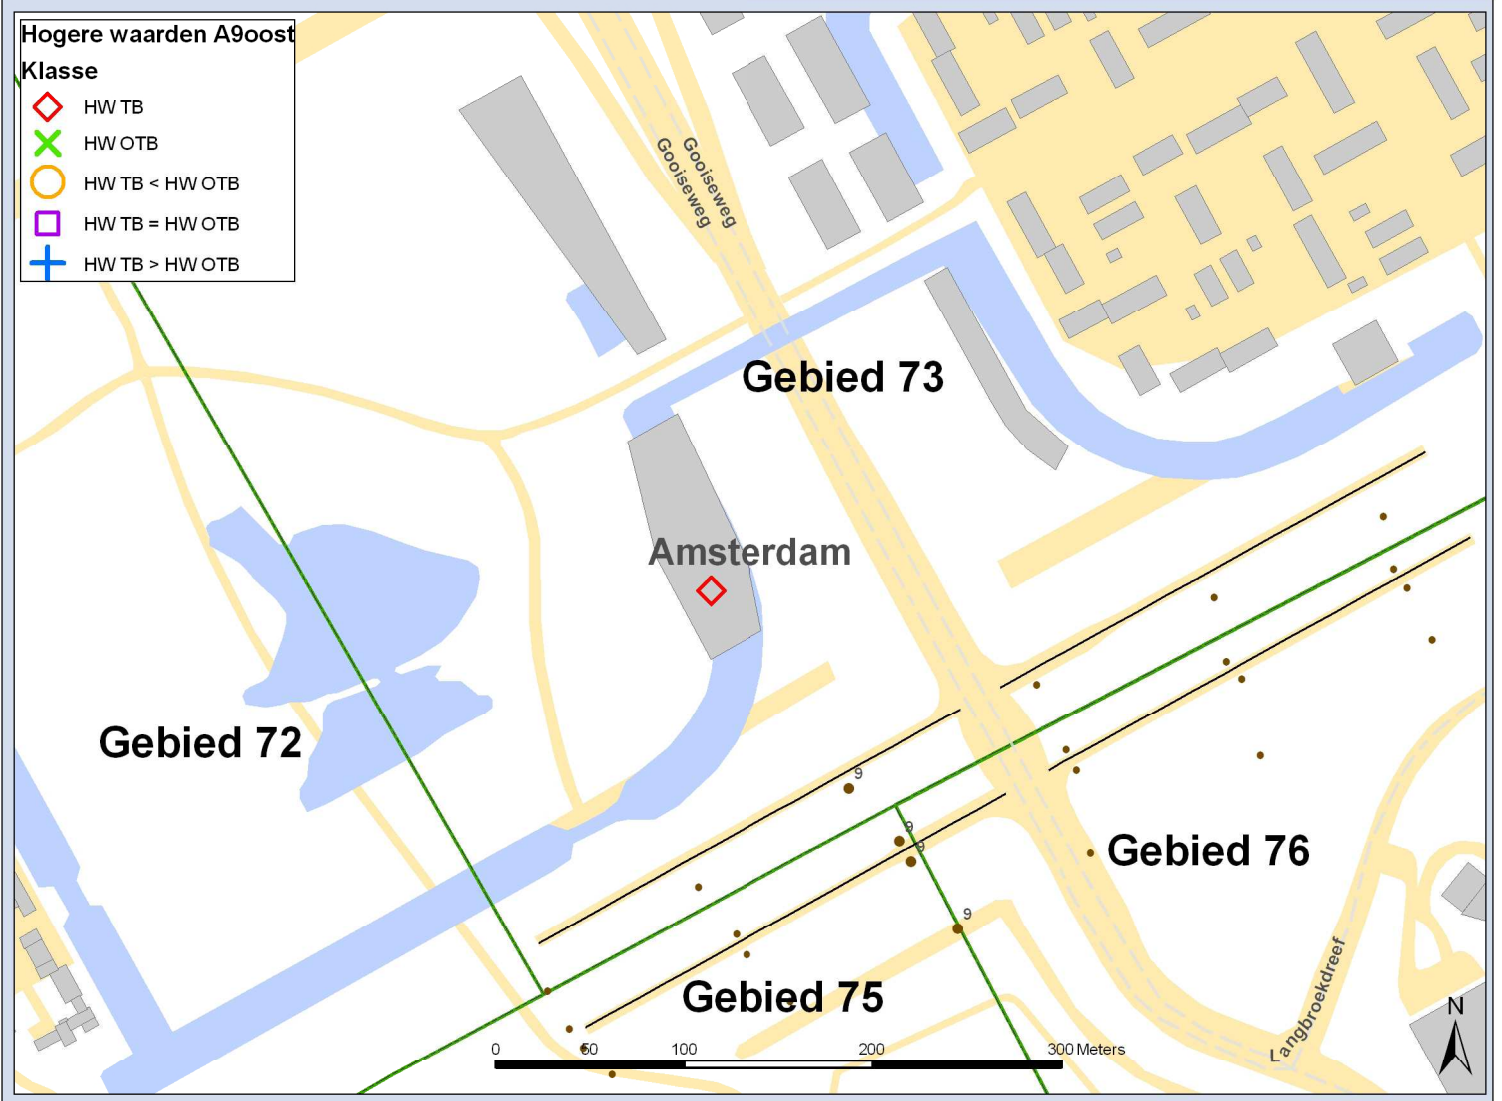 Hogere waarden A9oost
Klasse
HW TB
HW OTB
HW TB < HW OTB
HW TB = HW OTB
HW TB > HW OTB
Gooiseweg
Gooiseweg
Gebied 73
Amsterdam
Gebied 72
9
9
9
Gebied 76
9
Gebied 75
Langbroekdreef
N
0 50 100 200 300 Meters